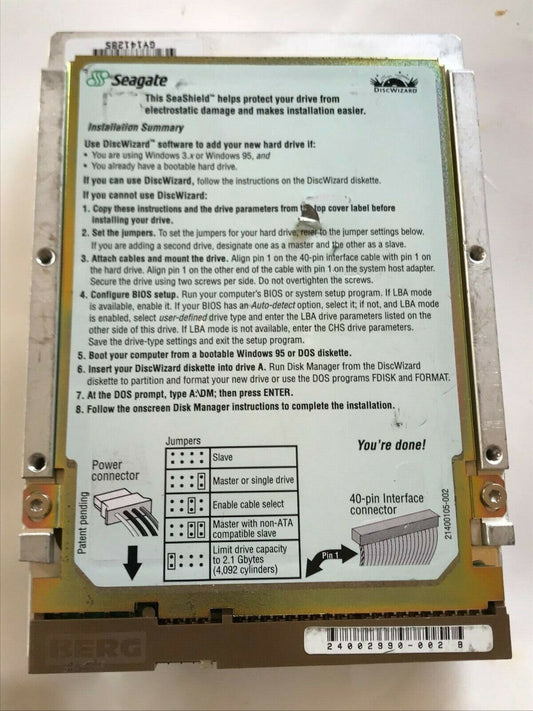 GY141285
Seagate
DISCWIZARD
This SeaShield™ helps protect your drive from
electrostatic damage and makes installation easier.
Installation Summary
Use DiscWizard™ software to add your new hard drive if:
• You are using Windows 3.x or Windows 95, and
• You already have a bootable hard drive.
If you can use DiscWizard, follow the instructions on the DiscWizard diskette.
If you cannot use DiscWizard:
1. Copy these instructions and the drive parameters from the top cover label before
installing your drive.
2. Set the jumpers. To set the jumpers for your hard drive, refer to the jumper settings below.
If you are adding a second drive, designate one as a master and the other as a slave.
3. Attach cables and mount the drive. Align pin 1 on the 40-pin interface cable with pin 1 on
the hard drive. Align pin 1 on the other end of the cable with pin 1 on the system host adapter.
Secure the drive using two screws per side. Do not overtighten the screws.
4. Configure BIOS setup. Run your computer's BIOS or system setup program. If LBA mode
is available, enable it. If your BIOS has an Auto-detect option, select it; if not, and LBA mode
is enabled, select user-defined drive type and enter the LBA drive parameters listed on the
other side of this drive. If LBA mode is not available, enter the CHS drive parameters.
Save the drive-type settings and exit the setup program.
5. Boot your computer from a bootable Windows 95 or DOS diskette.
6. Insert your DiscWizard diskette into drive A. Run Disk Manager from the DiscWizard
diskette to partition and format your new drive or use the DOS programs FDISK and FORMAT.
7. At the DOS prompt, type A:\DM; then press ENTER.
8. Follow the onscreen Disk Manager instructions to complete the installation.
You're done!
Jumpers
Slave
Master or single drive
Enable cable select
Master with non-ATA
compatible slave
Limit drive capacity
to 2.1 Gbytes
(4,092 cylinders)
Power
connector
Patent pending
40-pin Interface
connector
Pin 1
21400105-002
BERG
24002990-002 B